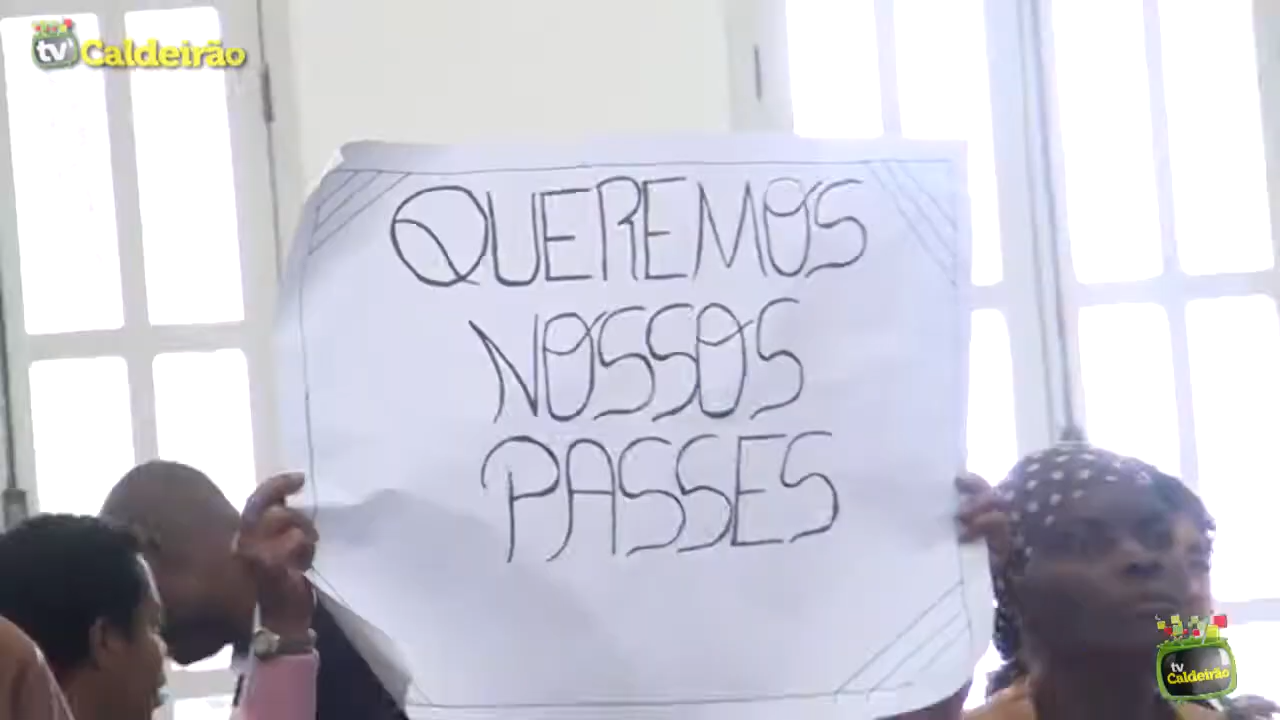 tv Caldeirão
QUEREMOS
NOSSOS
PASSES
tv
Caldeirão